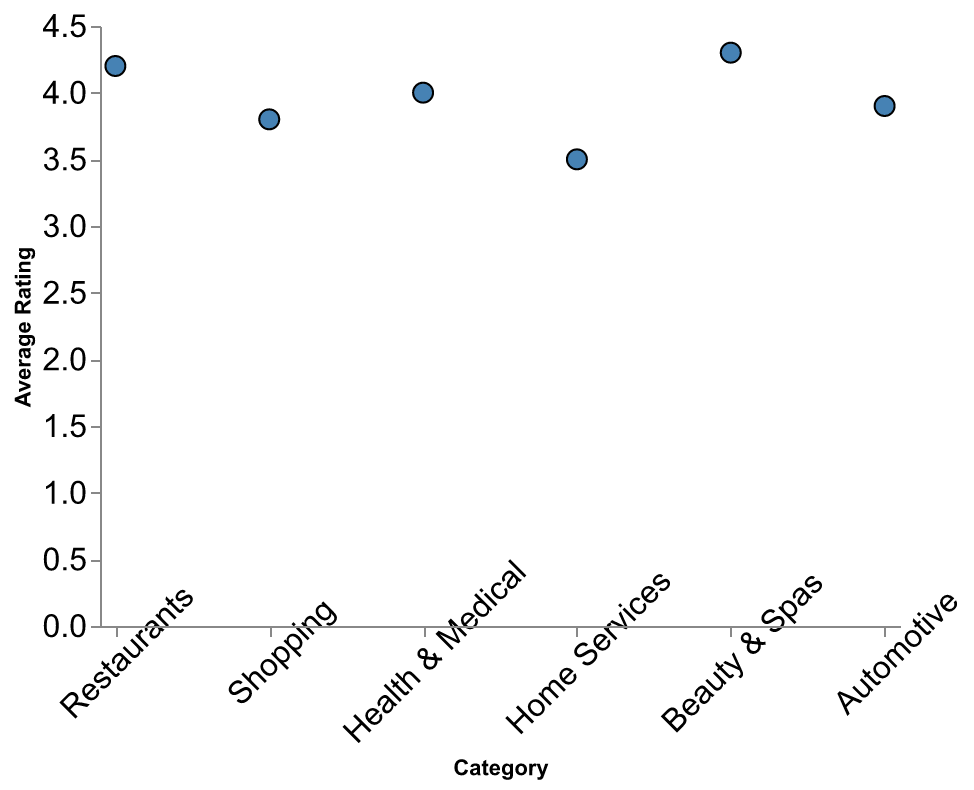 4.5
4.0
3.5
3.0
2.5
2.0
1.5
1.0
0.5
0.0
Average Rating
Restaurants
Shopping
Health & Medical
Home Services
Beauty & Spas
Automotive
Category